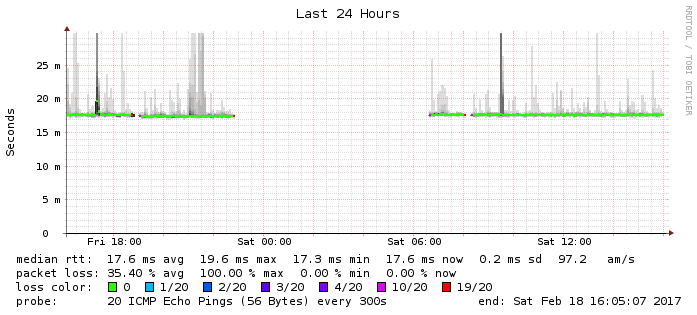 Last 24 Hours
RRDTOOL / TOBI OETIKER
Seconds
25 m
20 m
15 m
10 m
5 m
0
Fri 18:00 Sat 00:00 Sat 06:00 Sat 12:00
median rtt: 17.6 ms avg 19.6 ms max 17.3 ms min 17.6 ms now 0.2 ms sd 97.2 am/s
packet loss: 35.40 % avg 100.00 % max 0.00 % min 0.00 % now
loss color: 0 1/20 2/20 3/20 4/20 10/20 19/20
probe: 20 ICMP Echo Pings (56 Bytes) every 300s end: Sat Feb 18 16:05:07 2017